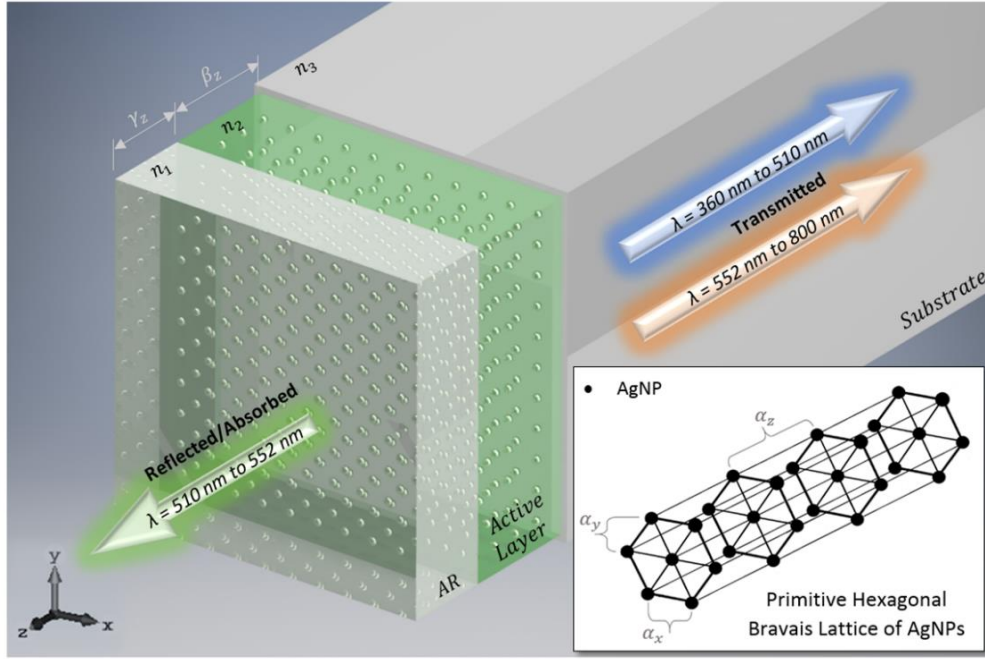 γz
βz
n3
n2
n1
λ = 360 nm to 510 nm
Transmitted
λ = 552 nm to 800 nm
Substrate
Reflected/Absorbed
λ = 510 nm to 552 nm
Active
Layer
AR
y
z
x
AgNP
αz
αy
αx
Primitive Hexagonal
Bravais Lattice of AgNPs